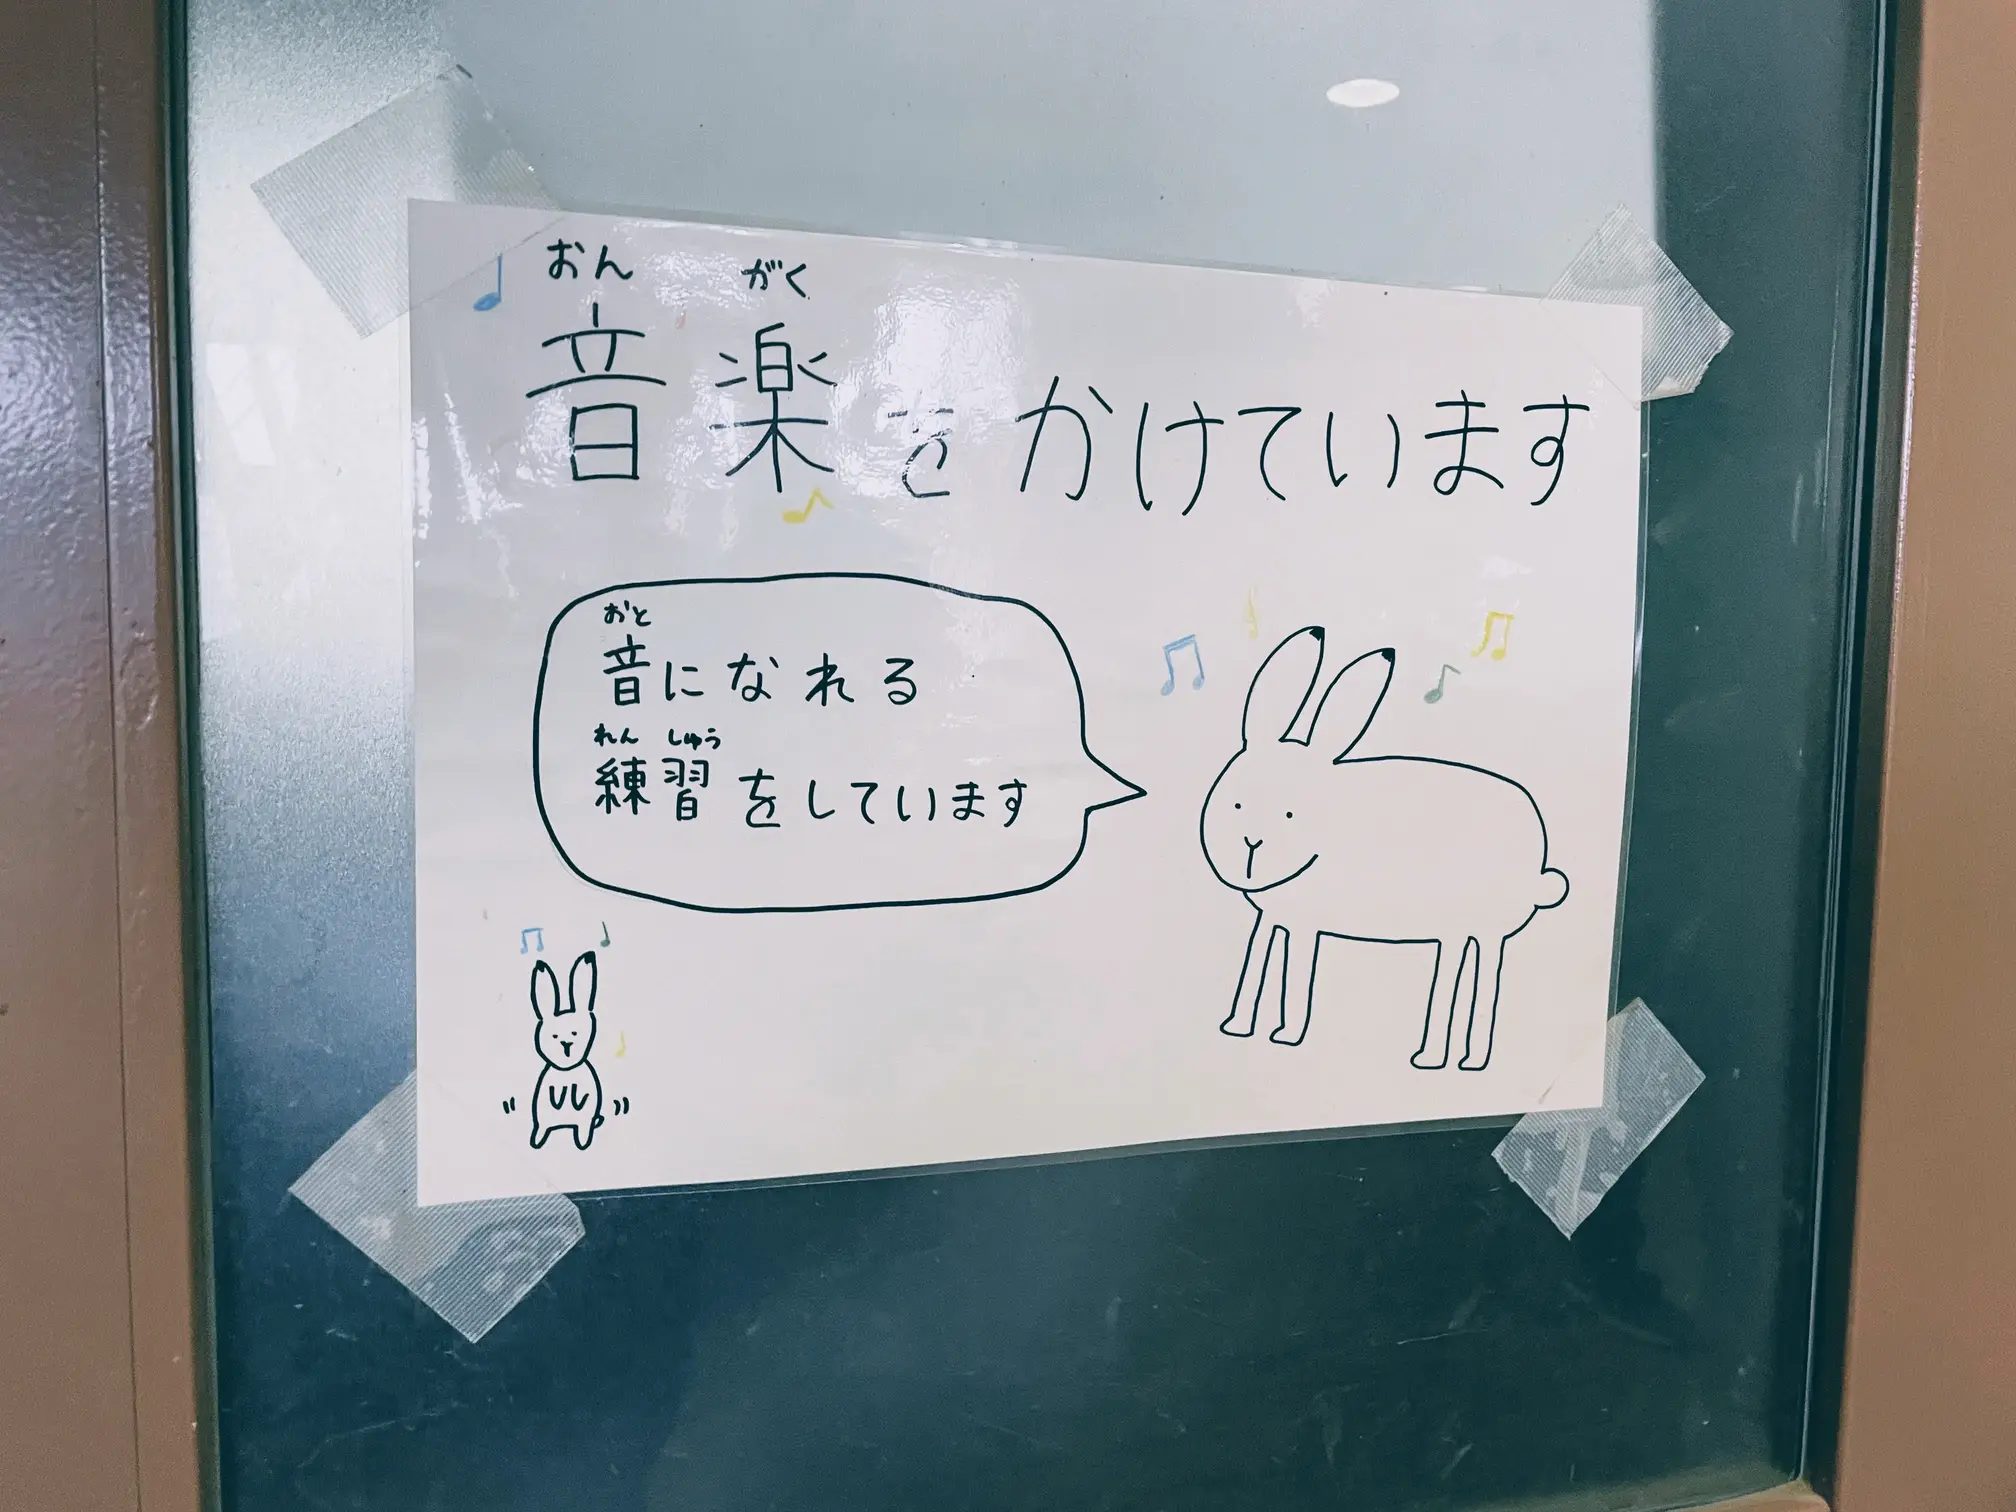 おん がく
音楽をかけています
おと
音になれる
れん しゅう
練習をしています